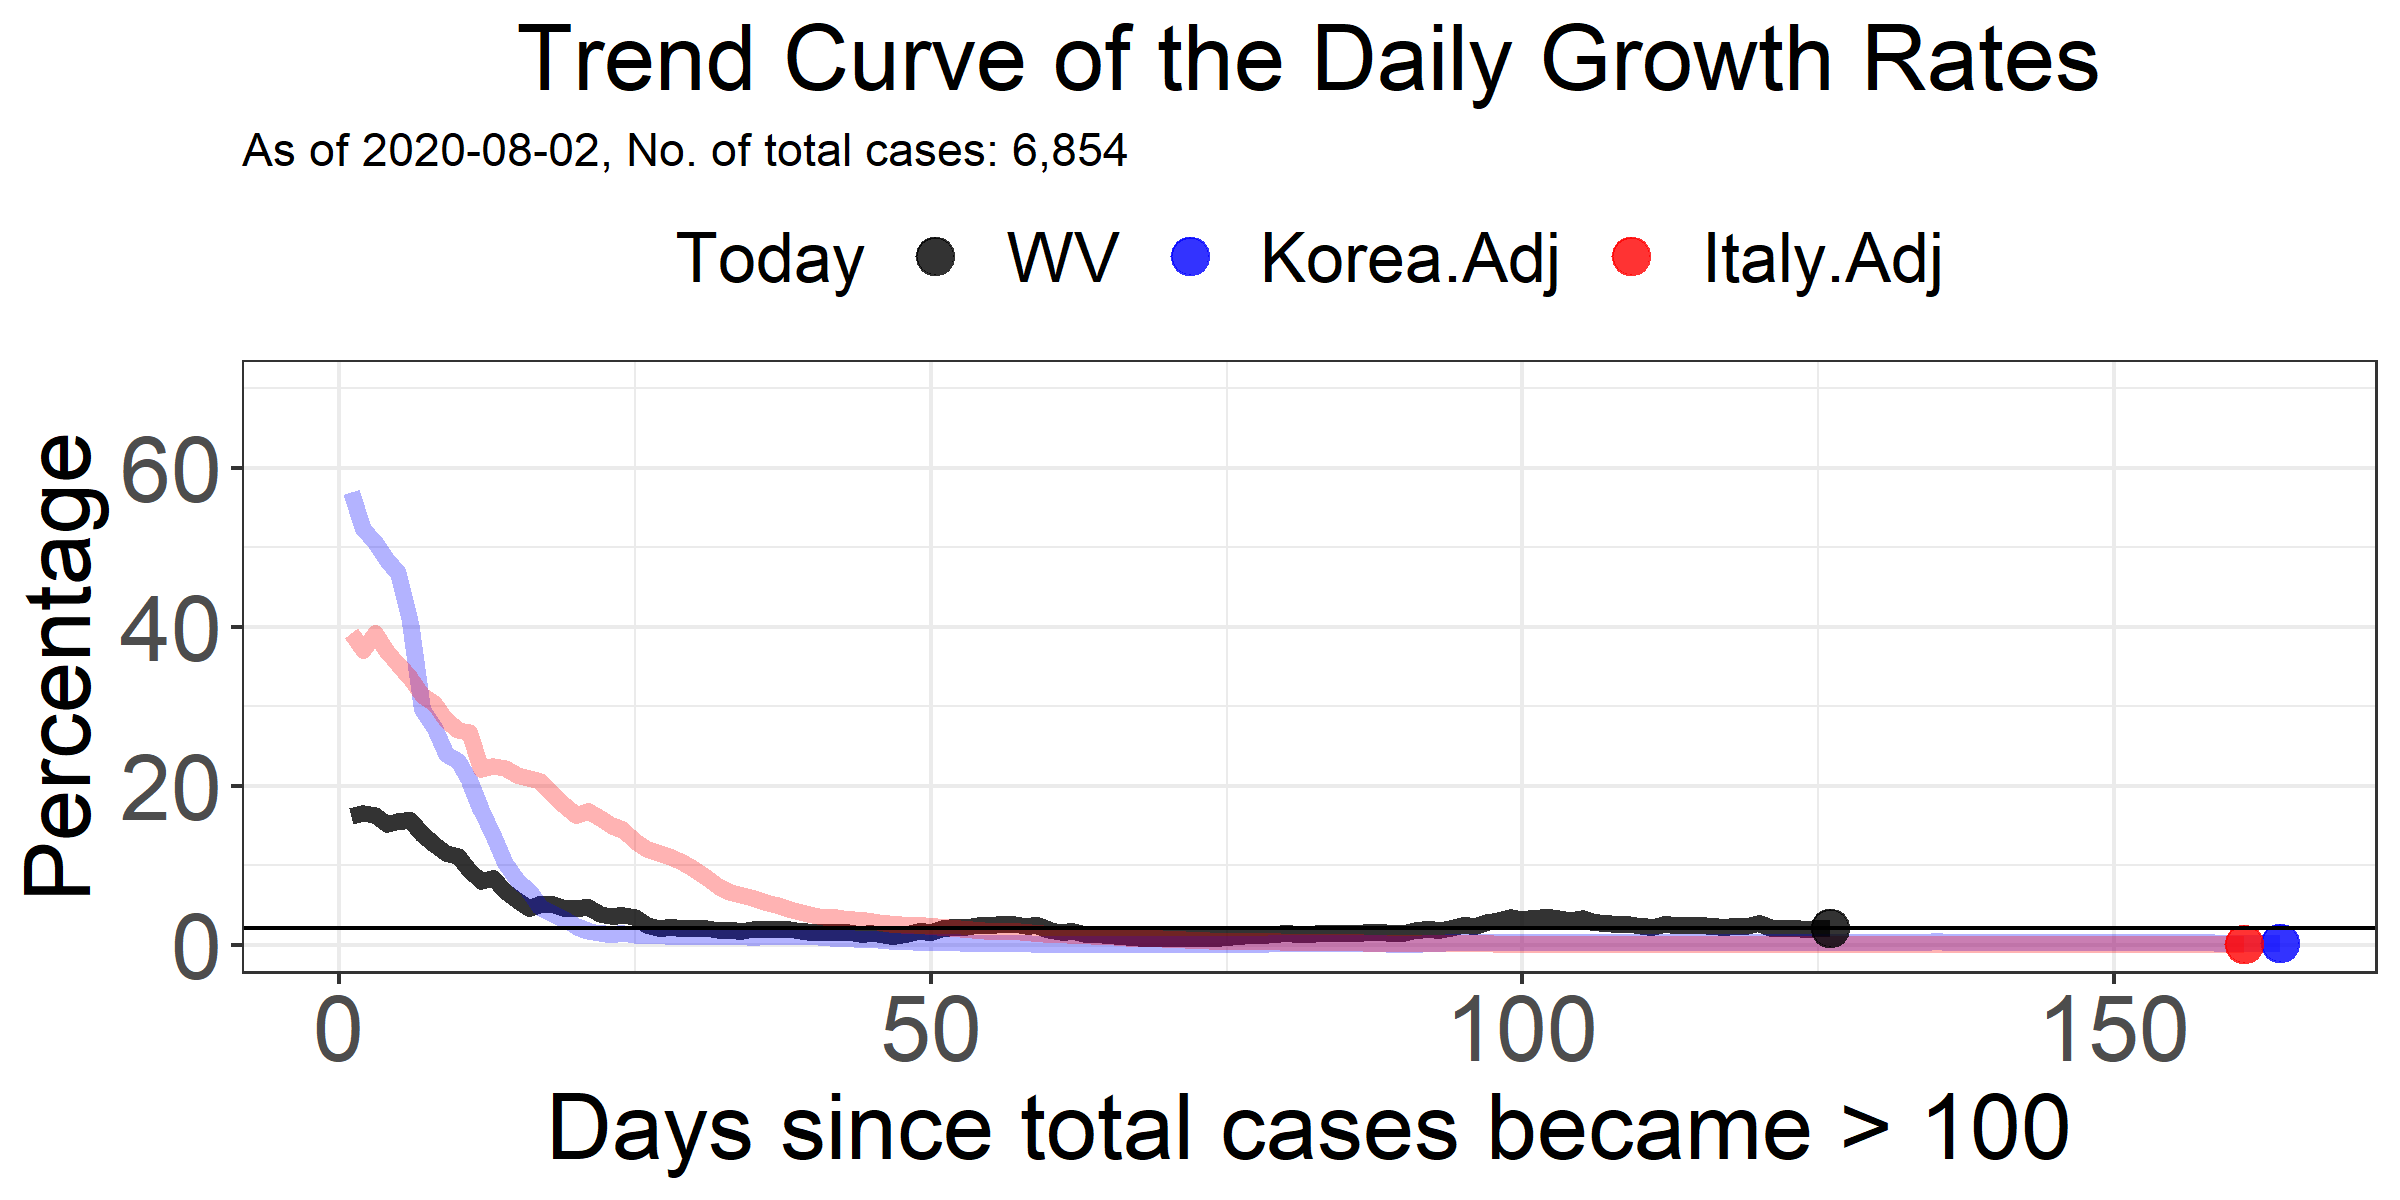 Trend Curve of the Daily Growth Rates
As of 2020-08-02, No. of total cases: 6,854
Today WV Korea.Adj Italy.Adj
Percentage
60
40
20
0
0 50 100 150
Days since total cases became > 100